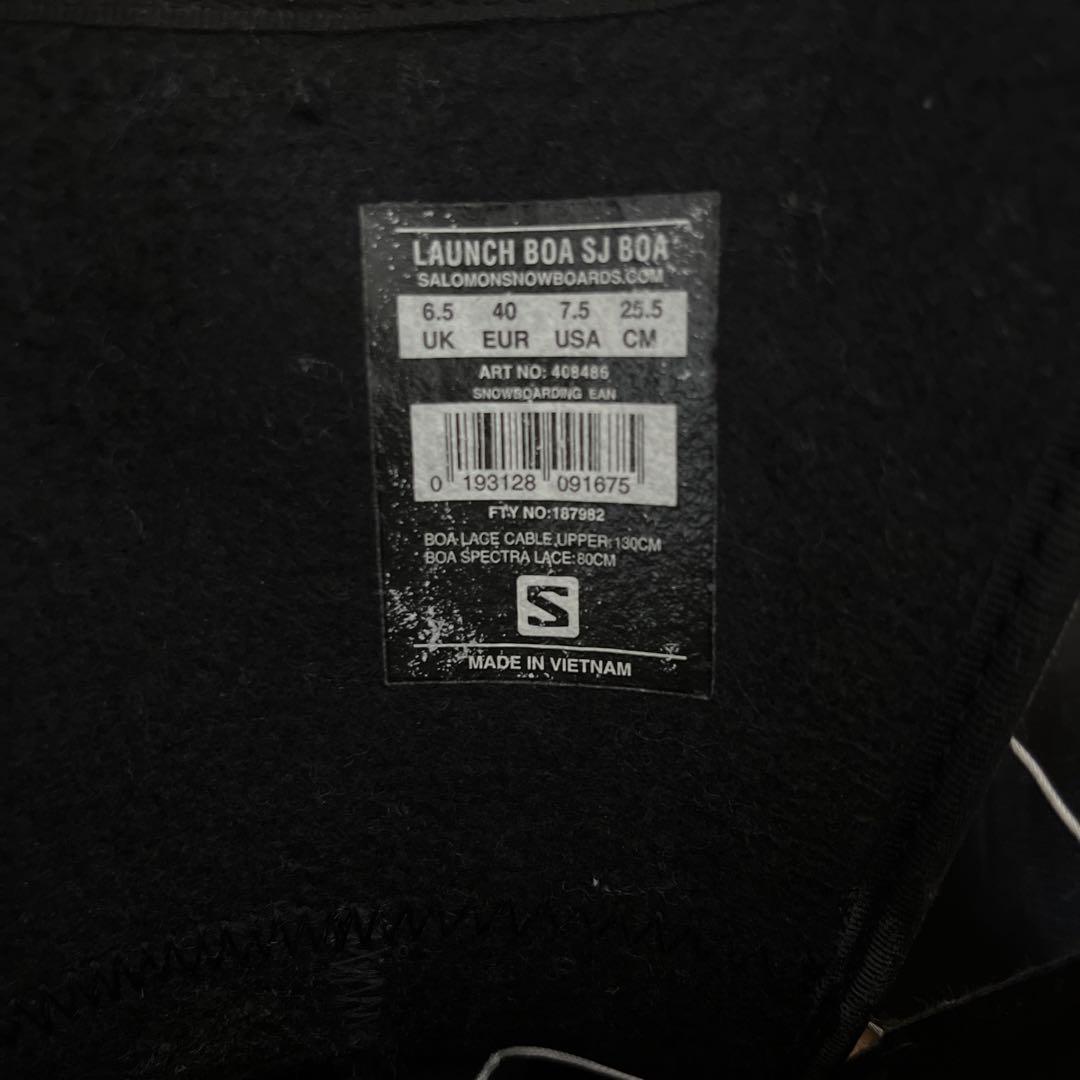 LAUNCH BOA SJ BOA
SALOMONSNOWBOARDS.COM
6.5 40 7.5 25.5
UK EUR USA CM
ART NO: 408486
SNOWBOARDING EAN
0 193128 091675
FTY NO:187982
BOA LACE CABLE UPPER: 130CM
BOA SPECTRA LACE: 80CM
S
MADE IN VIETNAM